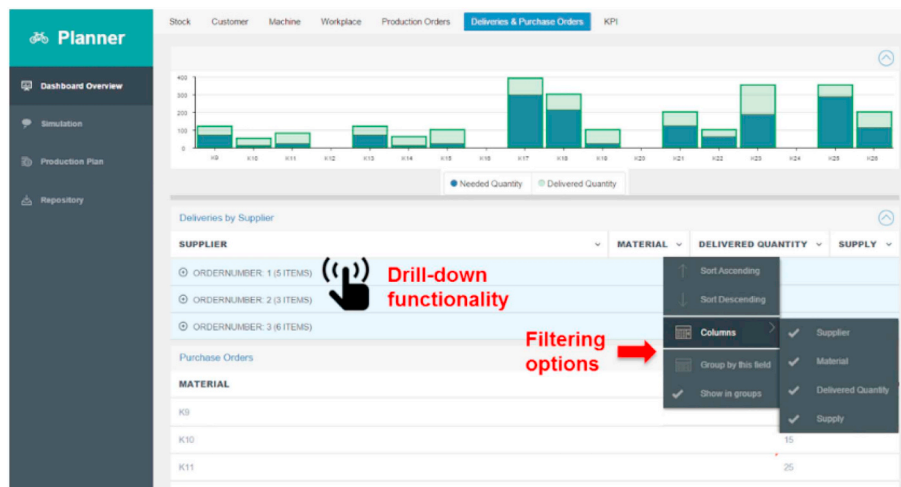 Planner
Stock Customer Machine Workplace Production Orders Deliveries & Purchase Orders KPI
Dashboard Overview
Simulation
Production Plan
Repository
400
300
200
100
0
K9 K10 K11 K12 K13 K14 K15 K16 K17 K18 K19 K20 K21 K22 K23 K24 K25 K26
Needed Quantity Delivered Quantity
Deliveries by Supplier
SUPPLIER MATERIAL DELIVERED QUANTITY SUPPLY
ORDERNUMBER: 1 (5 ITEMS)
ORDERNUMBER: 2 (3 ITEMS)
ORDERNUMBER: 3 (6 ITEMS)
Drill-down
functionality
Sort Ascending
Sort Descending
Columns
Group by this field
Show in groups
Supplier
Material
Delivered Quantity
Supply
Filtering
options
Purchase Orders
MATERIAL
K9
K10 15
K11 25